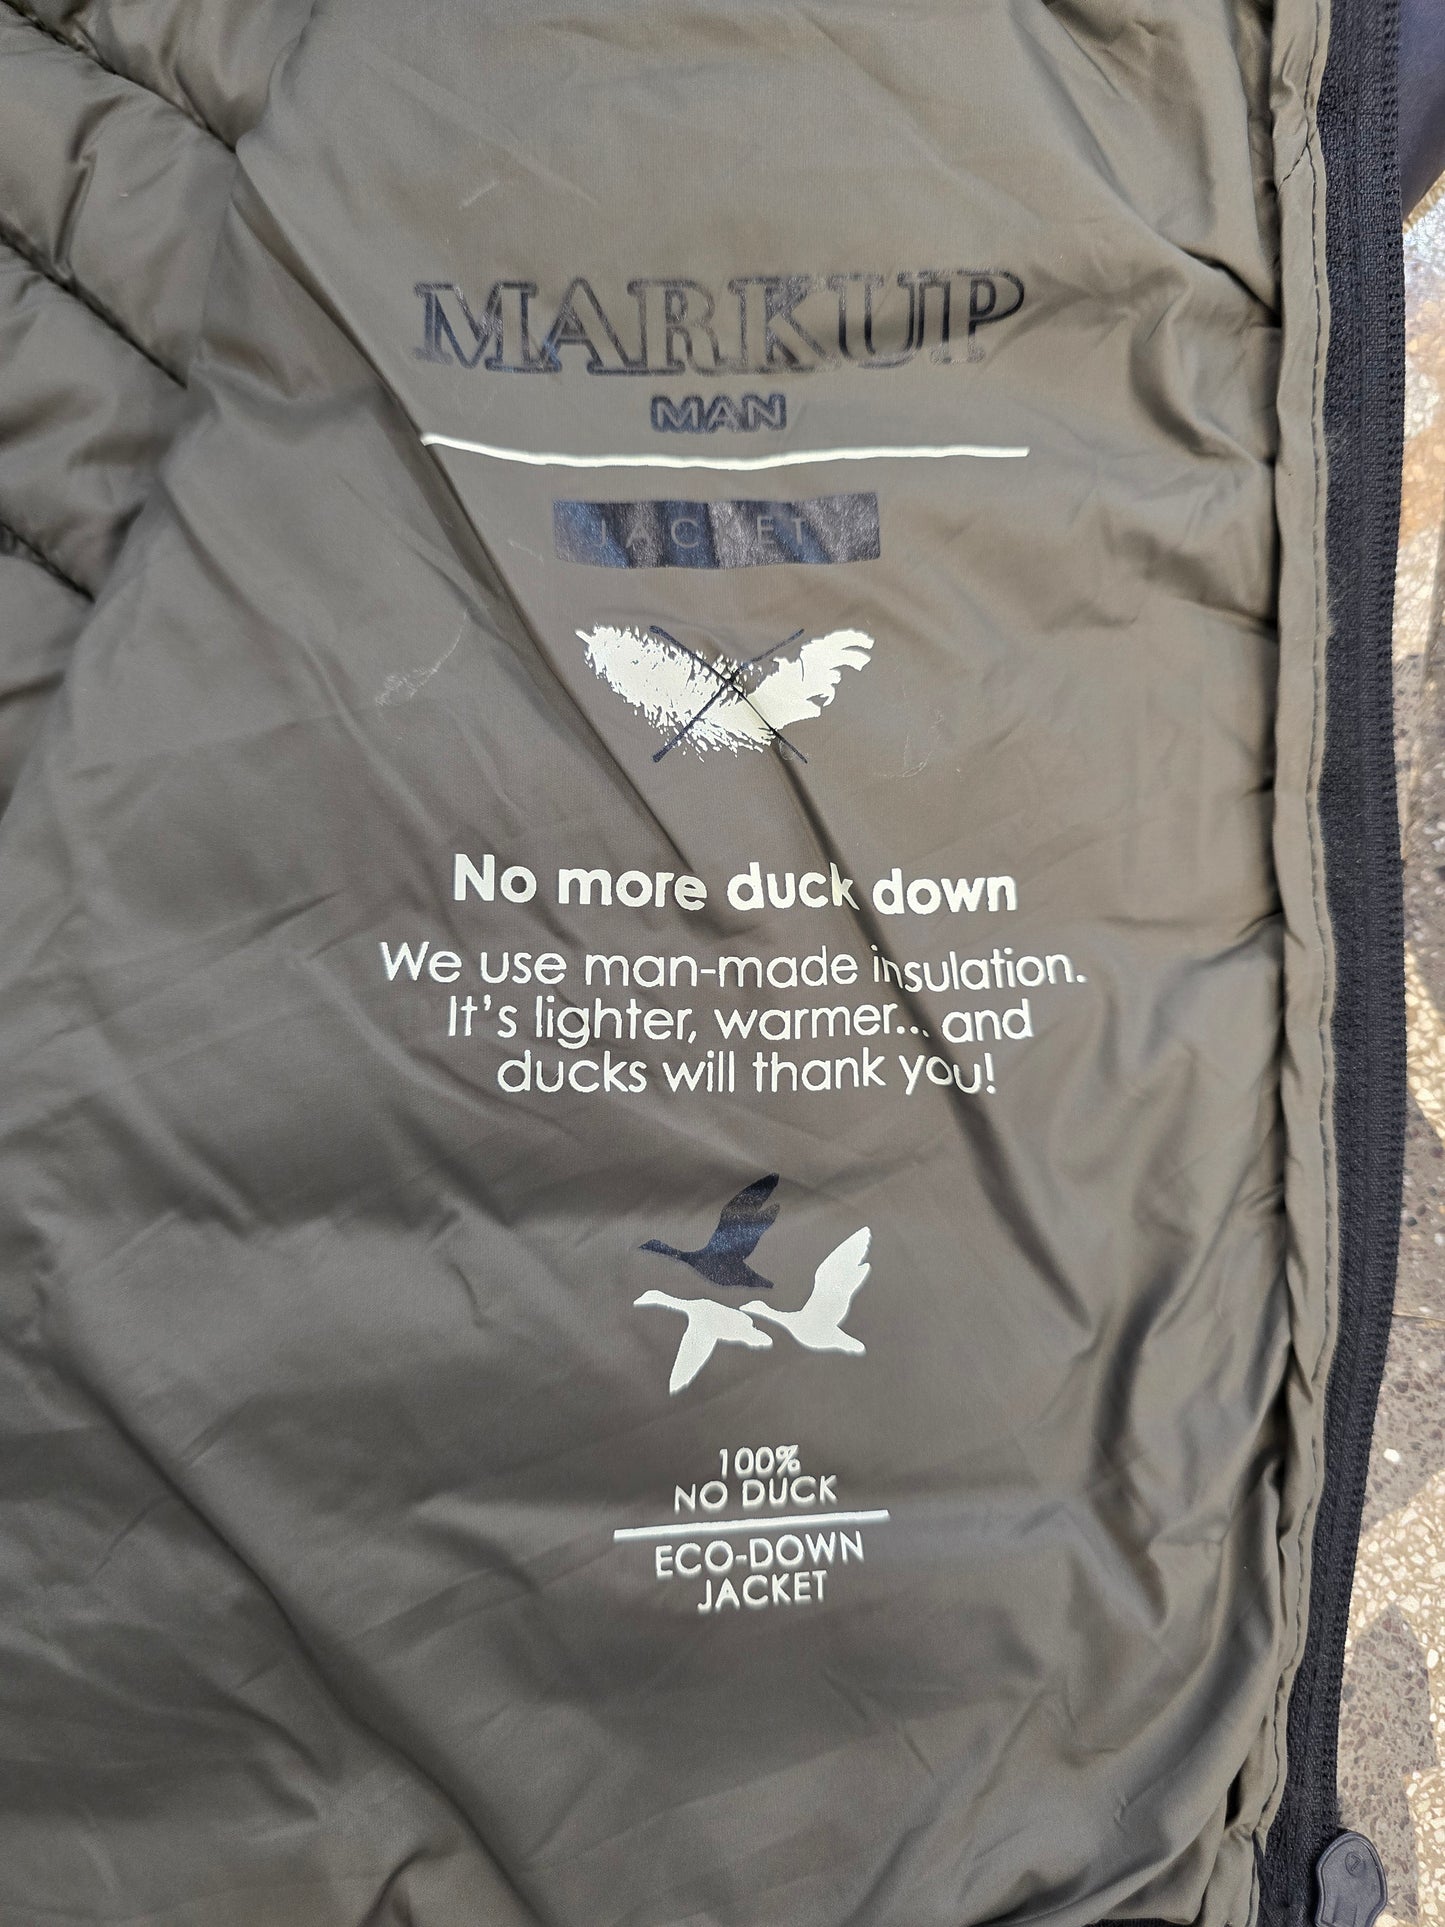 MARKUP
MAN
JACKET
No more duck down
We use man-made insulation.
It's lighter, warmer... and
ducks will thank you!
100%
NO DUCK
ECO-DOWN
JACKET